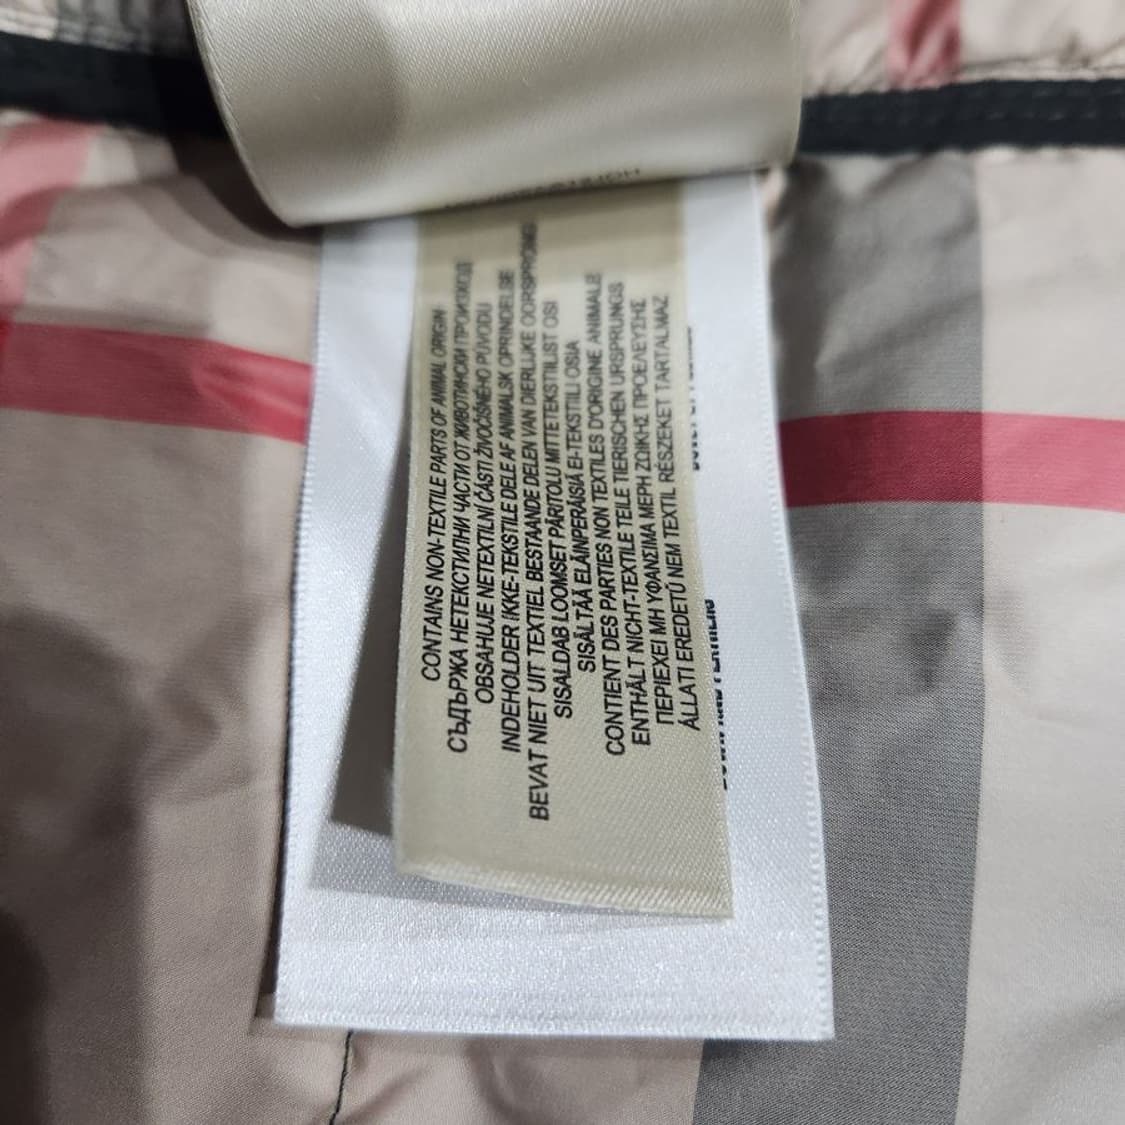 CONTAINS NON-TEXTILE PARTS OF ANIMAL ORIGIN
СЪДЪРЖА НЕТЕКСТИЛНИ ЧАСТИ ОТ ЖИВОТИНСКИ ПРОИЗХОД
OBSAHUJE NETEXTILNÍ ČÁSTI ŽIVOČIŠNÉHO PŮVODU
INDEHOLDER IKKE-TEKSTILE DELE AF ANIMALSK OPRINDELSE
BEVAT NIET UIT TEXTIEL BESTAANDE DELEN VAN DIERLIJKE OORSPRONG
SISALDAB LOOMSET PÄRITOLU MITTETEKSTIILIST OSI
SISÄLTÄÄ ELÄINPERÄISIÄ EI-TEKSTIILI OSIA
CONTIENT DES PARTIES NON TEXTILES D'ORIGINE ANIMALE
ENTHÄLT NICHT-TEXTILE TEILE TIERISCHEN URSPRUNGS
ΠΕΡΙΕΧΕΙ ΜΗ ΥΦΑΝΣΙΜΑ ΜΕΡΗ ΖΩΙΚΗΣ ΠΡΟΕΛΕΥΣΗΣ
ÁLLATI EREDETŰ NEM TEXTIL RÉSZEKET TARTALMAZ